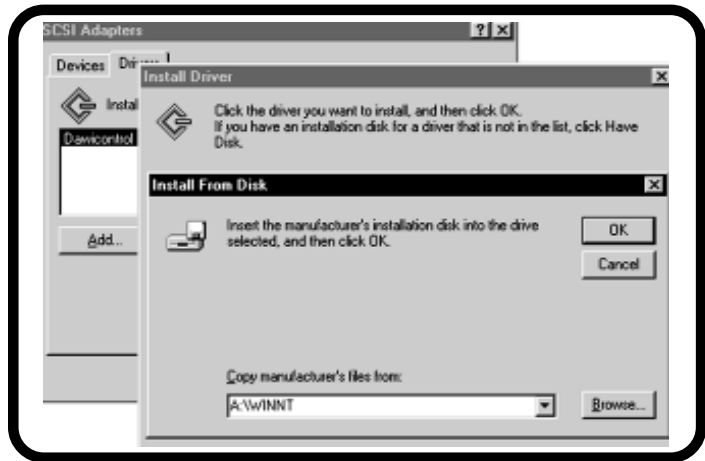 SCSI Adapters
Devices
Install Driver
Click the driver you want to install, and then click OK.
If you have an installation disk for a driver that is not in the list, click Have
Disk.
Dawicontrol
Add...
Install From Disk
Insert the manufacturer's installation disk into the drive
selected, and then click OK.
OK
Cancel
Copy manufacturer's files from:
A:\WINNT
Browse...